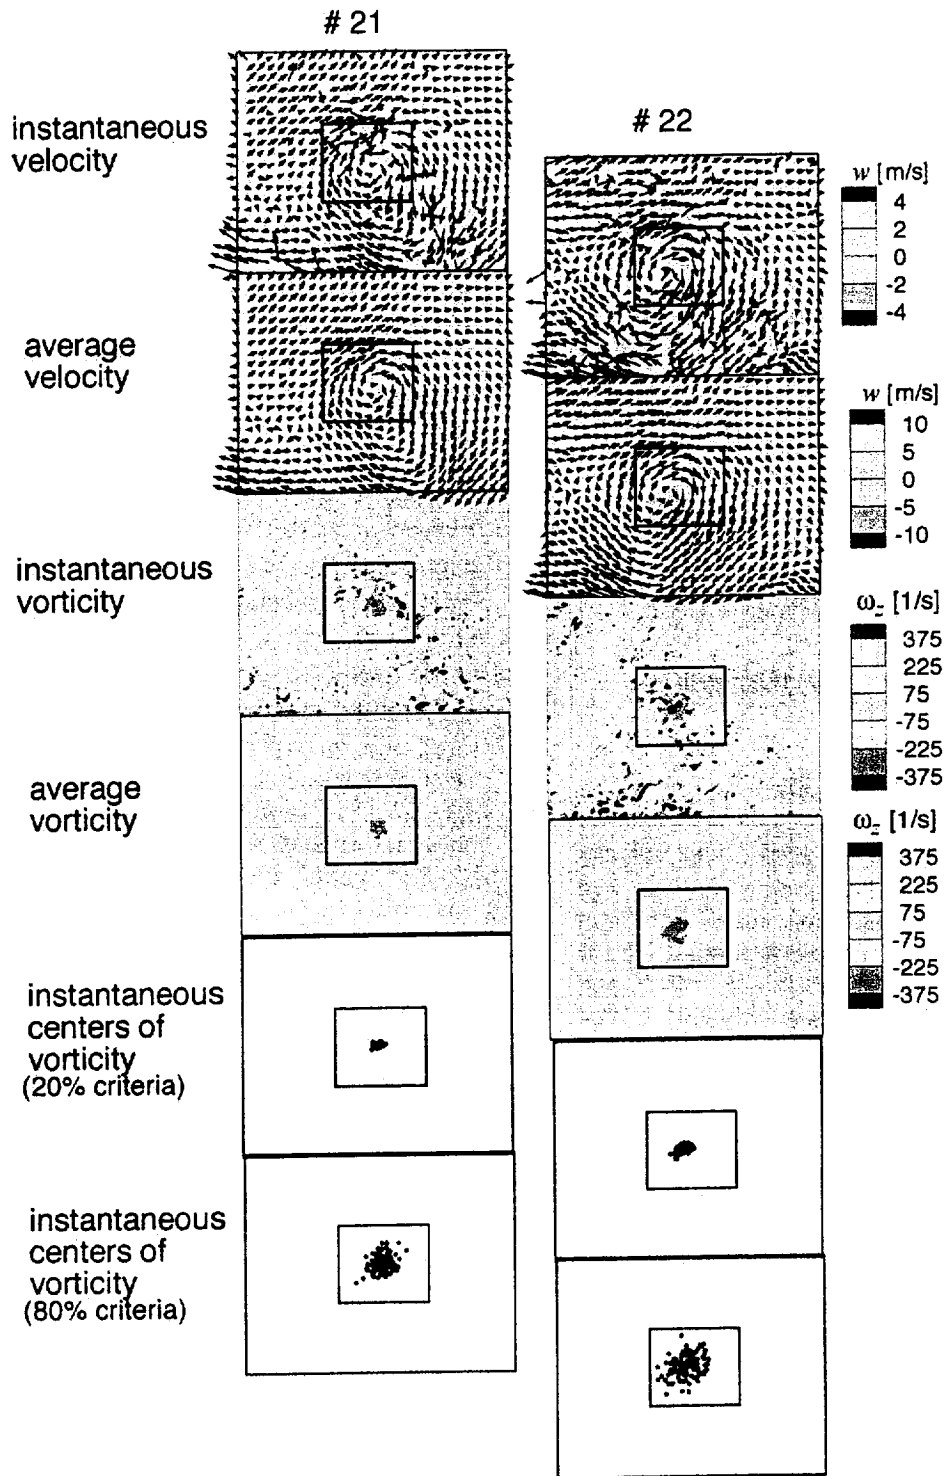 # 21
# 22
instantaneous
velocity
average
velocity
instantaneous
vorticity
average
vorticity
instantaneous
centers of
vorticity
(20% criteria)
instantaneous
centers of
vorticity
(80% criteria)
w [m/s]
4
2
0
-2
-4
w [m/s]
10
5
0
-5
-10
ω_z [1/s]
375
225
75
-75
-225
-375
ω_z [1/s]
375
225
75
-75
-225
-375